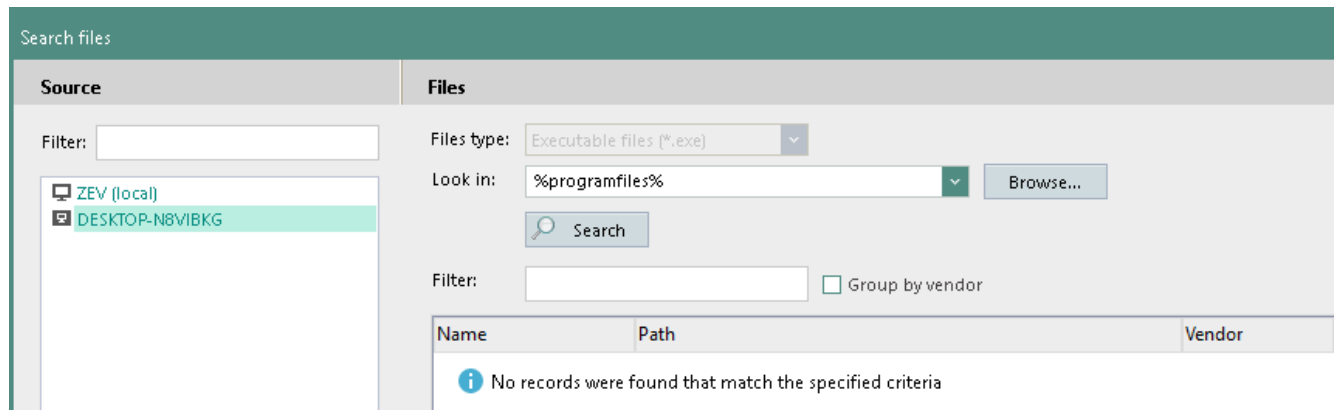 Search files
Source
Files
Filter:
ZEV (local)
DESKTOP-N8VIBKG
Files type: Executable files (*.exe)
Look in: %programfiles% Browse...
Search
Filter: Group by vendor
Name Path Vendor
No records were found that match the specified criteria